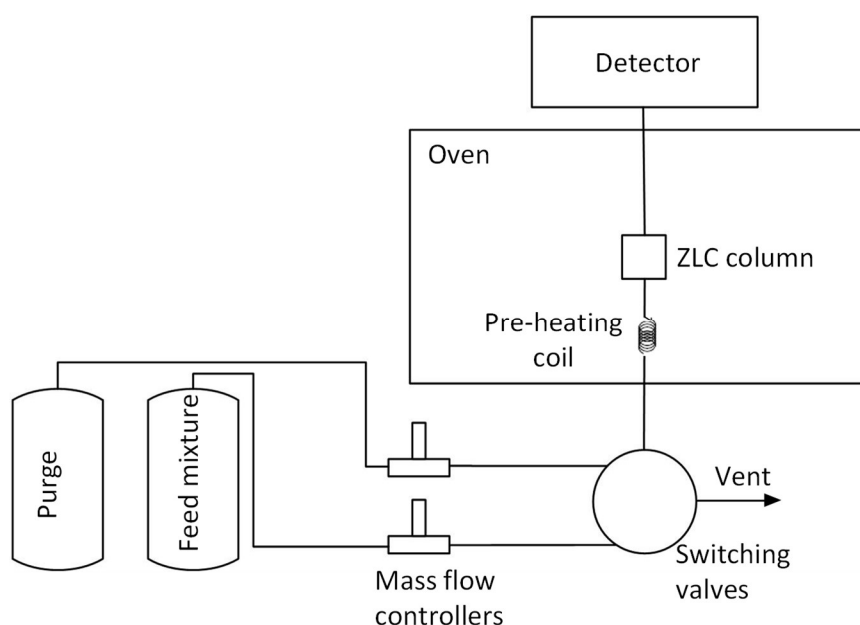 Detector
Oven
ZLC column
Pre-heating
coil
Purge
Feed mixture
Vent
Switching
valves
Mass flow
controllers